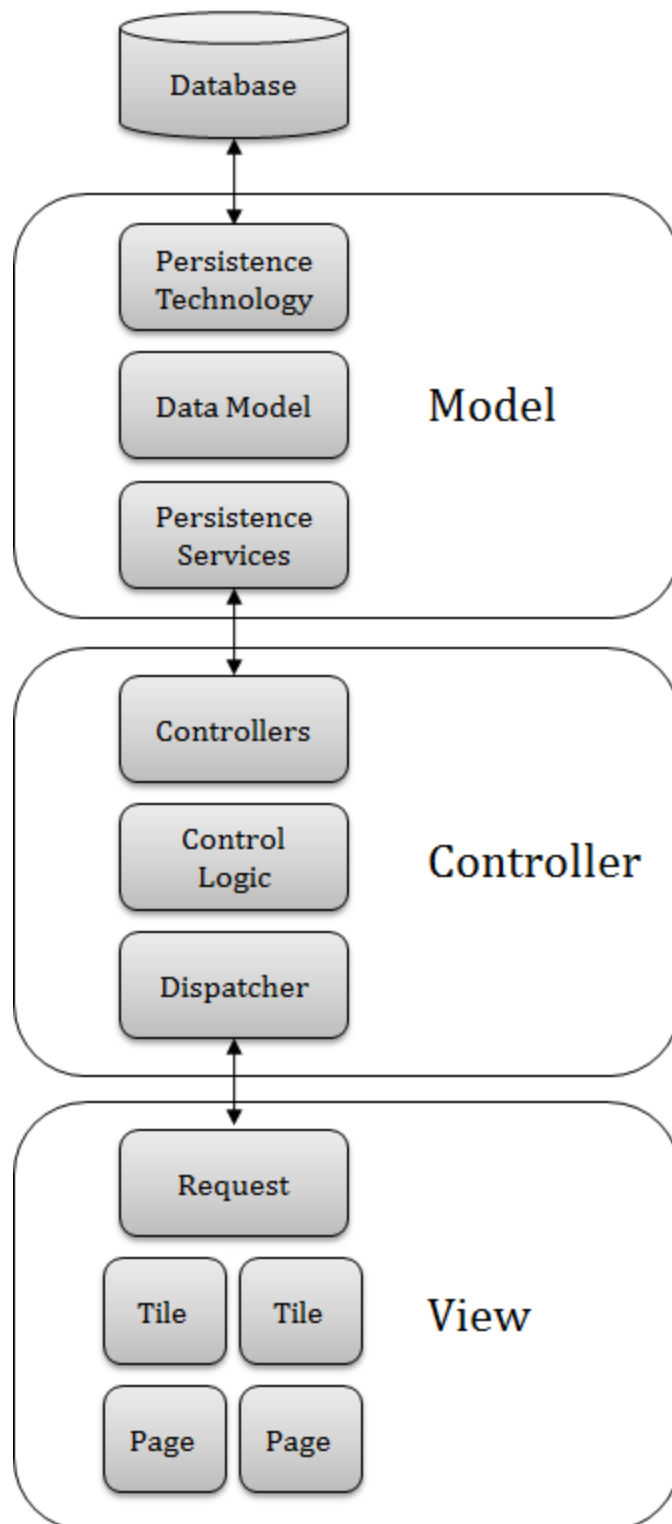 Database
Persistence
Technology
Data Model
Model
Persistence
Services
Controllers
Control
Logic
Controller
Dispatcher
Request
Tile
Tile
View
Page
Page